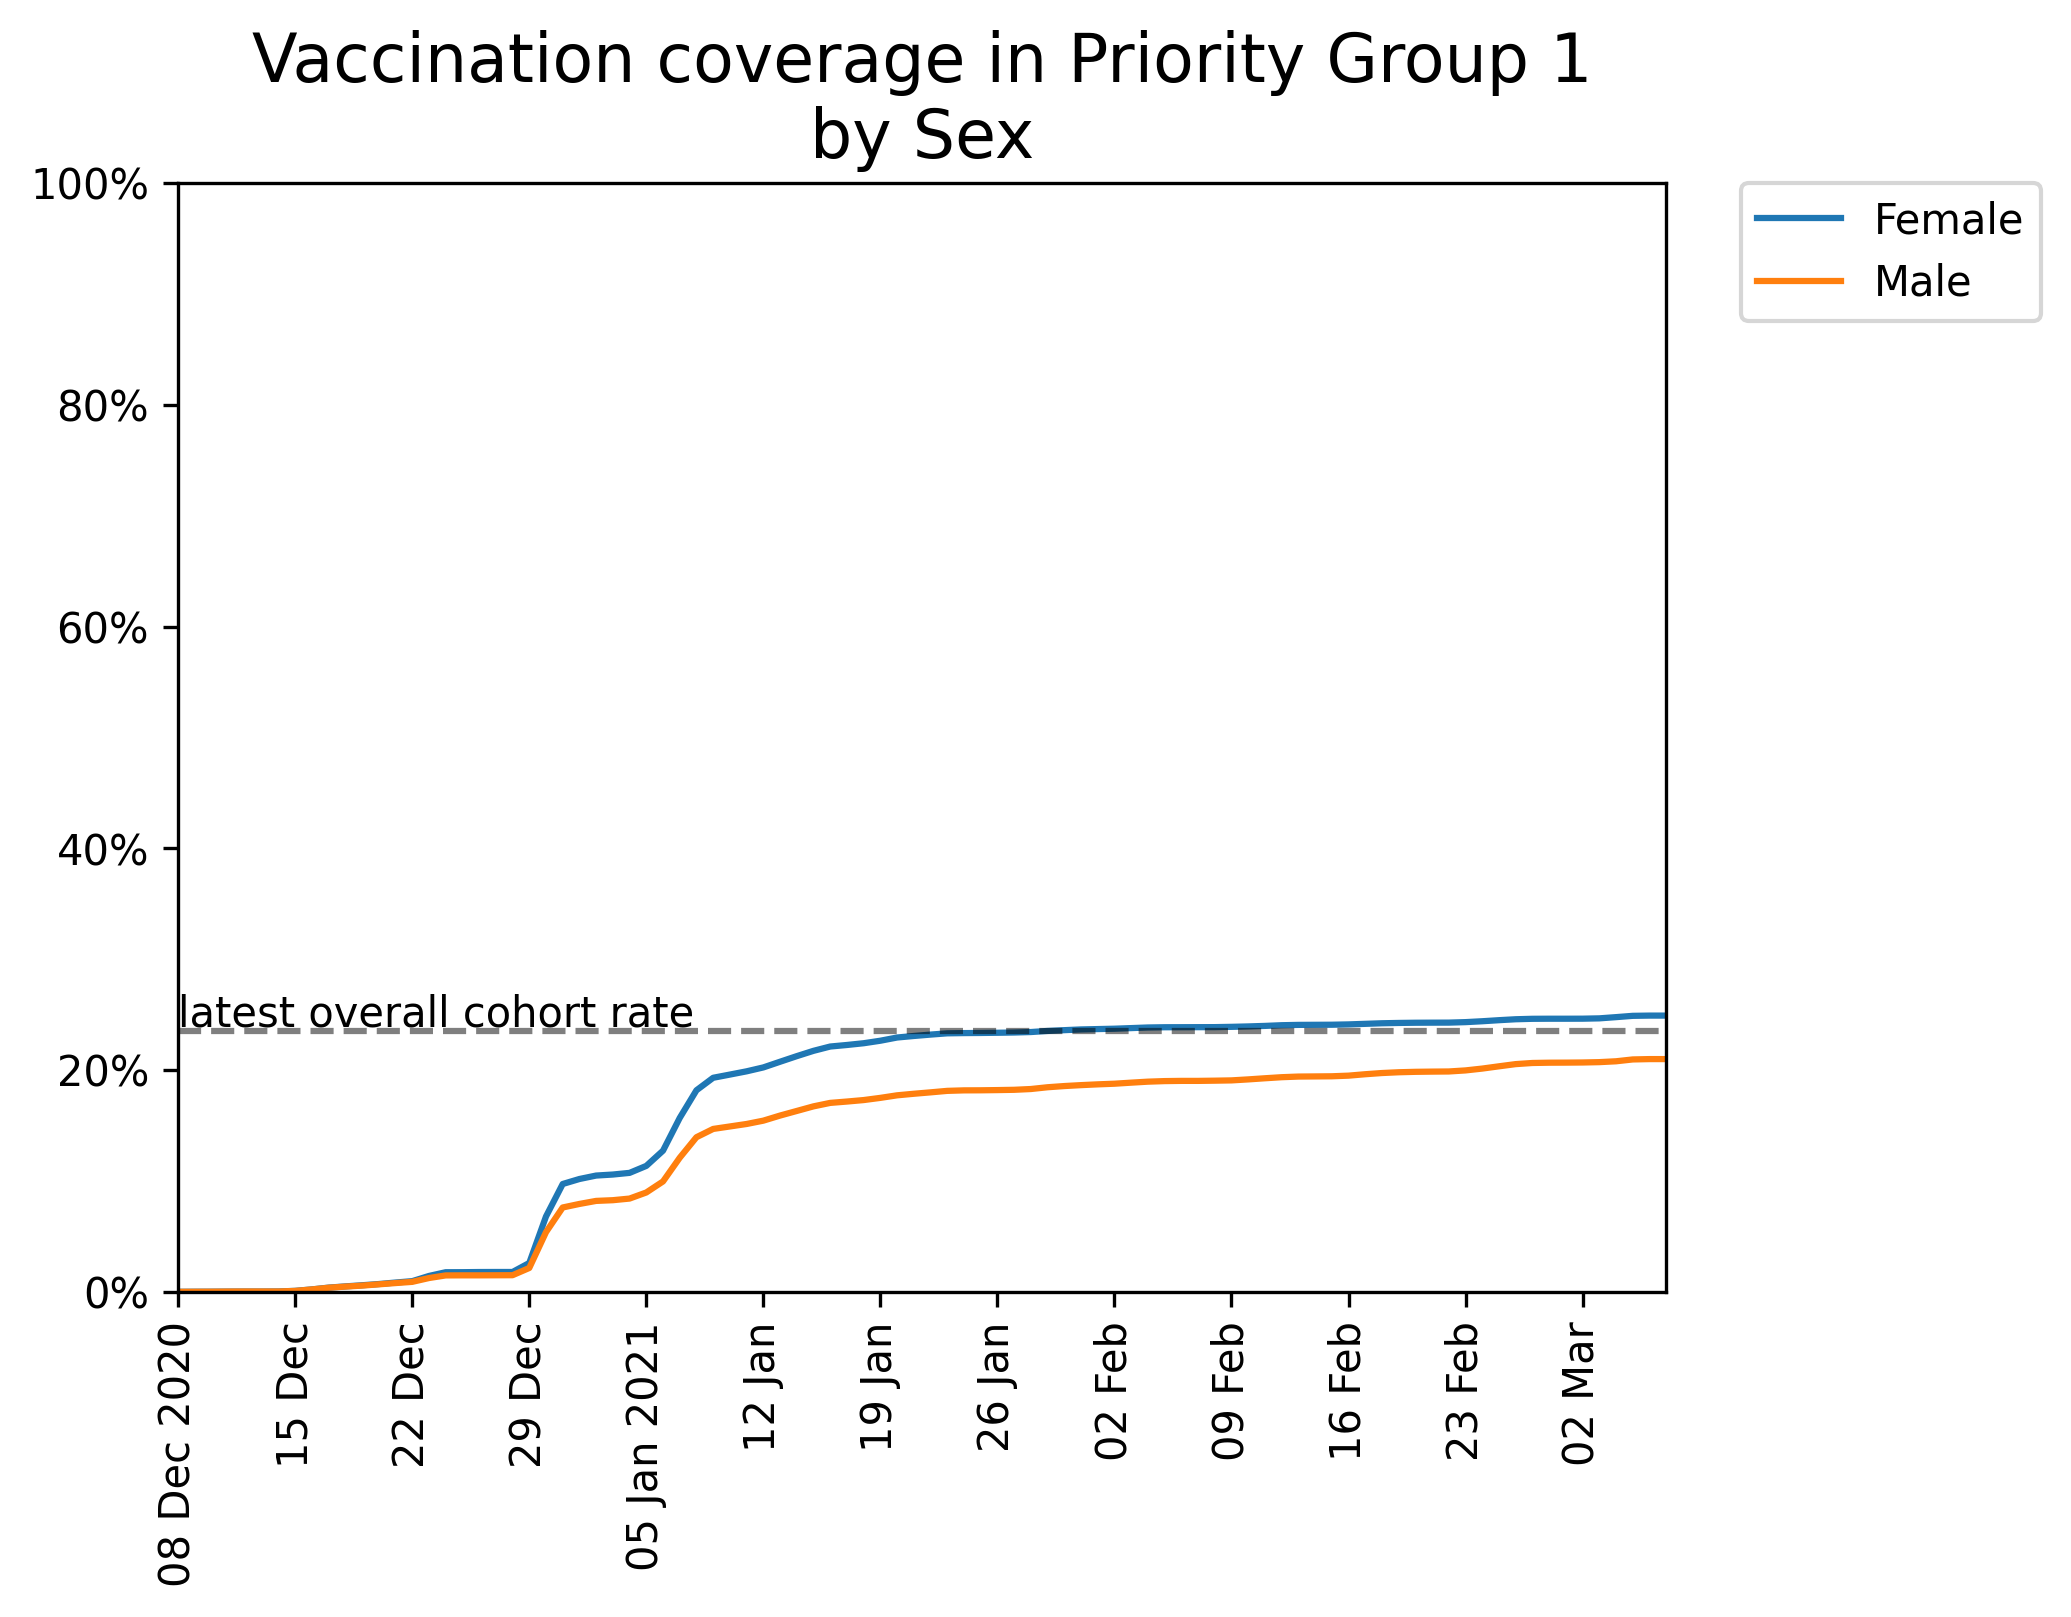 Vaccination coverage in Priority Group 1
by Sex
100%
80%
60%
40%
20%
0%
latest overall cohort rate
Female
Male
08 Dec 2020
15 Dec
22 Dec
29 Dec
05 Jan 2021
12 Jan
19 Jan
26 Jan
02 Feb
09 Feb
16 Feb
23 Feb
02 Mar